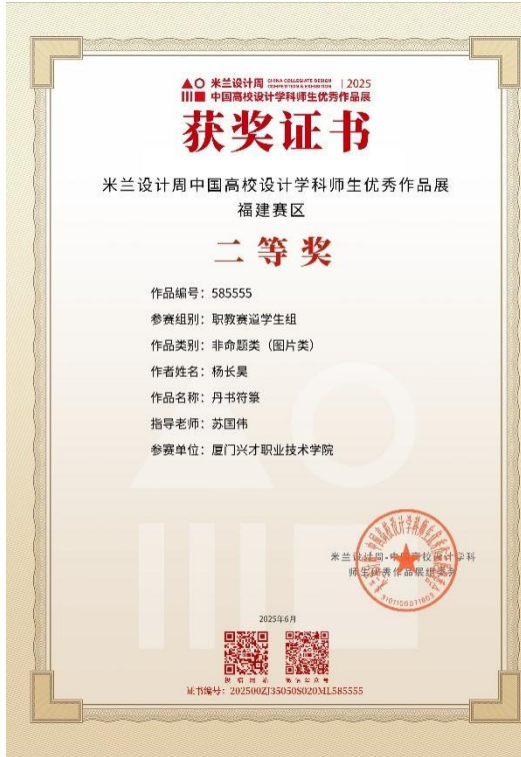 米兰设计周 CHINA COLLEGIATE DESIGN COMPETITION & EXHIBITION | 2025
中国高校设计学科师生优秀作品展
获奖证书
米兰设计周中国高校设计学科师生优秀作品展
福建赛区
二等奖
作品编号：585555
参赛组别：职教赛道学生组
作品类别：非命题类（图片类）
作者姓名：杨长昊
作品名称：丹书符箓
指导老师：苏国伟
参赛单位：厦门兴才职业技术学院
米兰设计周-中国高校设计学科
师生优秀作品展组委会
2025年6月
证书编号：202500ZJ35050S020ML585555